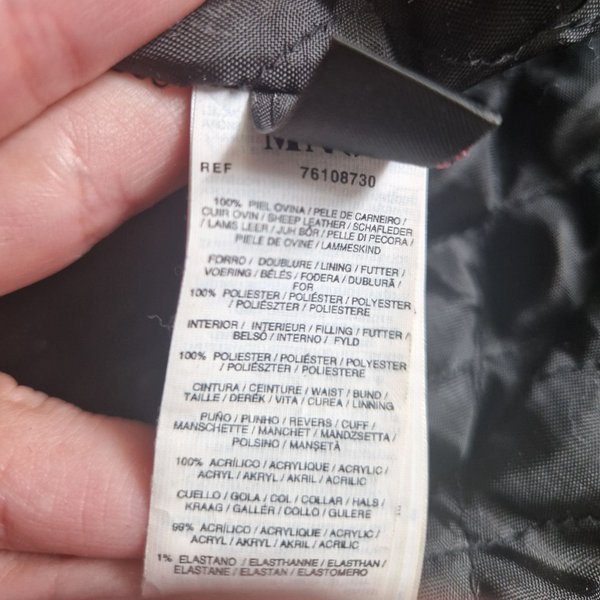 REF 76108730
100% PIEL OVINA / PELE DE CARNEIRO /
CUIR OVIN / SHEEP LEATHER / SCHAFLEDER
/ LAMS LEER / JUH BŐR / PELLE DI PECORA /
PIELE DE OVINE / LAMMESKIND
FORRO / DOUBLURE / LINING / FUTTER /
VOERING / BÉLÉS / FODERA / DUBLURĂ /
FOR
100% POLIESTER / POLIÉSTER / POLYESTER
/ POLIÉSZTER / POLIESTERE
INTERIOR / INTERIEUR / FILLING / FUTTER /
BELSŐ / INTERNO / FYLD
100% POLIESTER / POLIÉSTER / POLYESTER
/ POLIÉSZTER / POLIESTERE
CINTURA / CEINTURE / WAIST / BUND /
TAILLE / DERÉK / VITA / CUREA / LINNING
PUÑO / PUNHO / REVERS / CUFF /
MANSCHETTE / MANCHET / MANDZSETTA /
POLSINO / MANȘETĂ
100% ACRÍLICO / ACRYLIQUE / ACRYLIC /
ACRYL / AKRYL / AKRIL / ACRILIC
CUELLO / GOLA / COL / COLLAR / HALS /
KRAAG / GALLÉR / COLLO / GULERE
99% ACRÍLICO / ACRYLIQUE / ACRYLIC /
ACRYL / AKRYL / AKRIL / ACRILIC
1% ELASTANO / ELASTHANNE / ELASTHAN /
ELASTANE / ELASTAN / ELASTOMERO